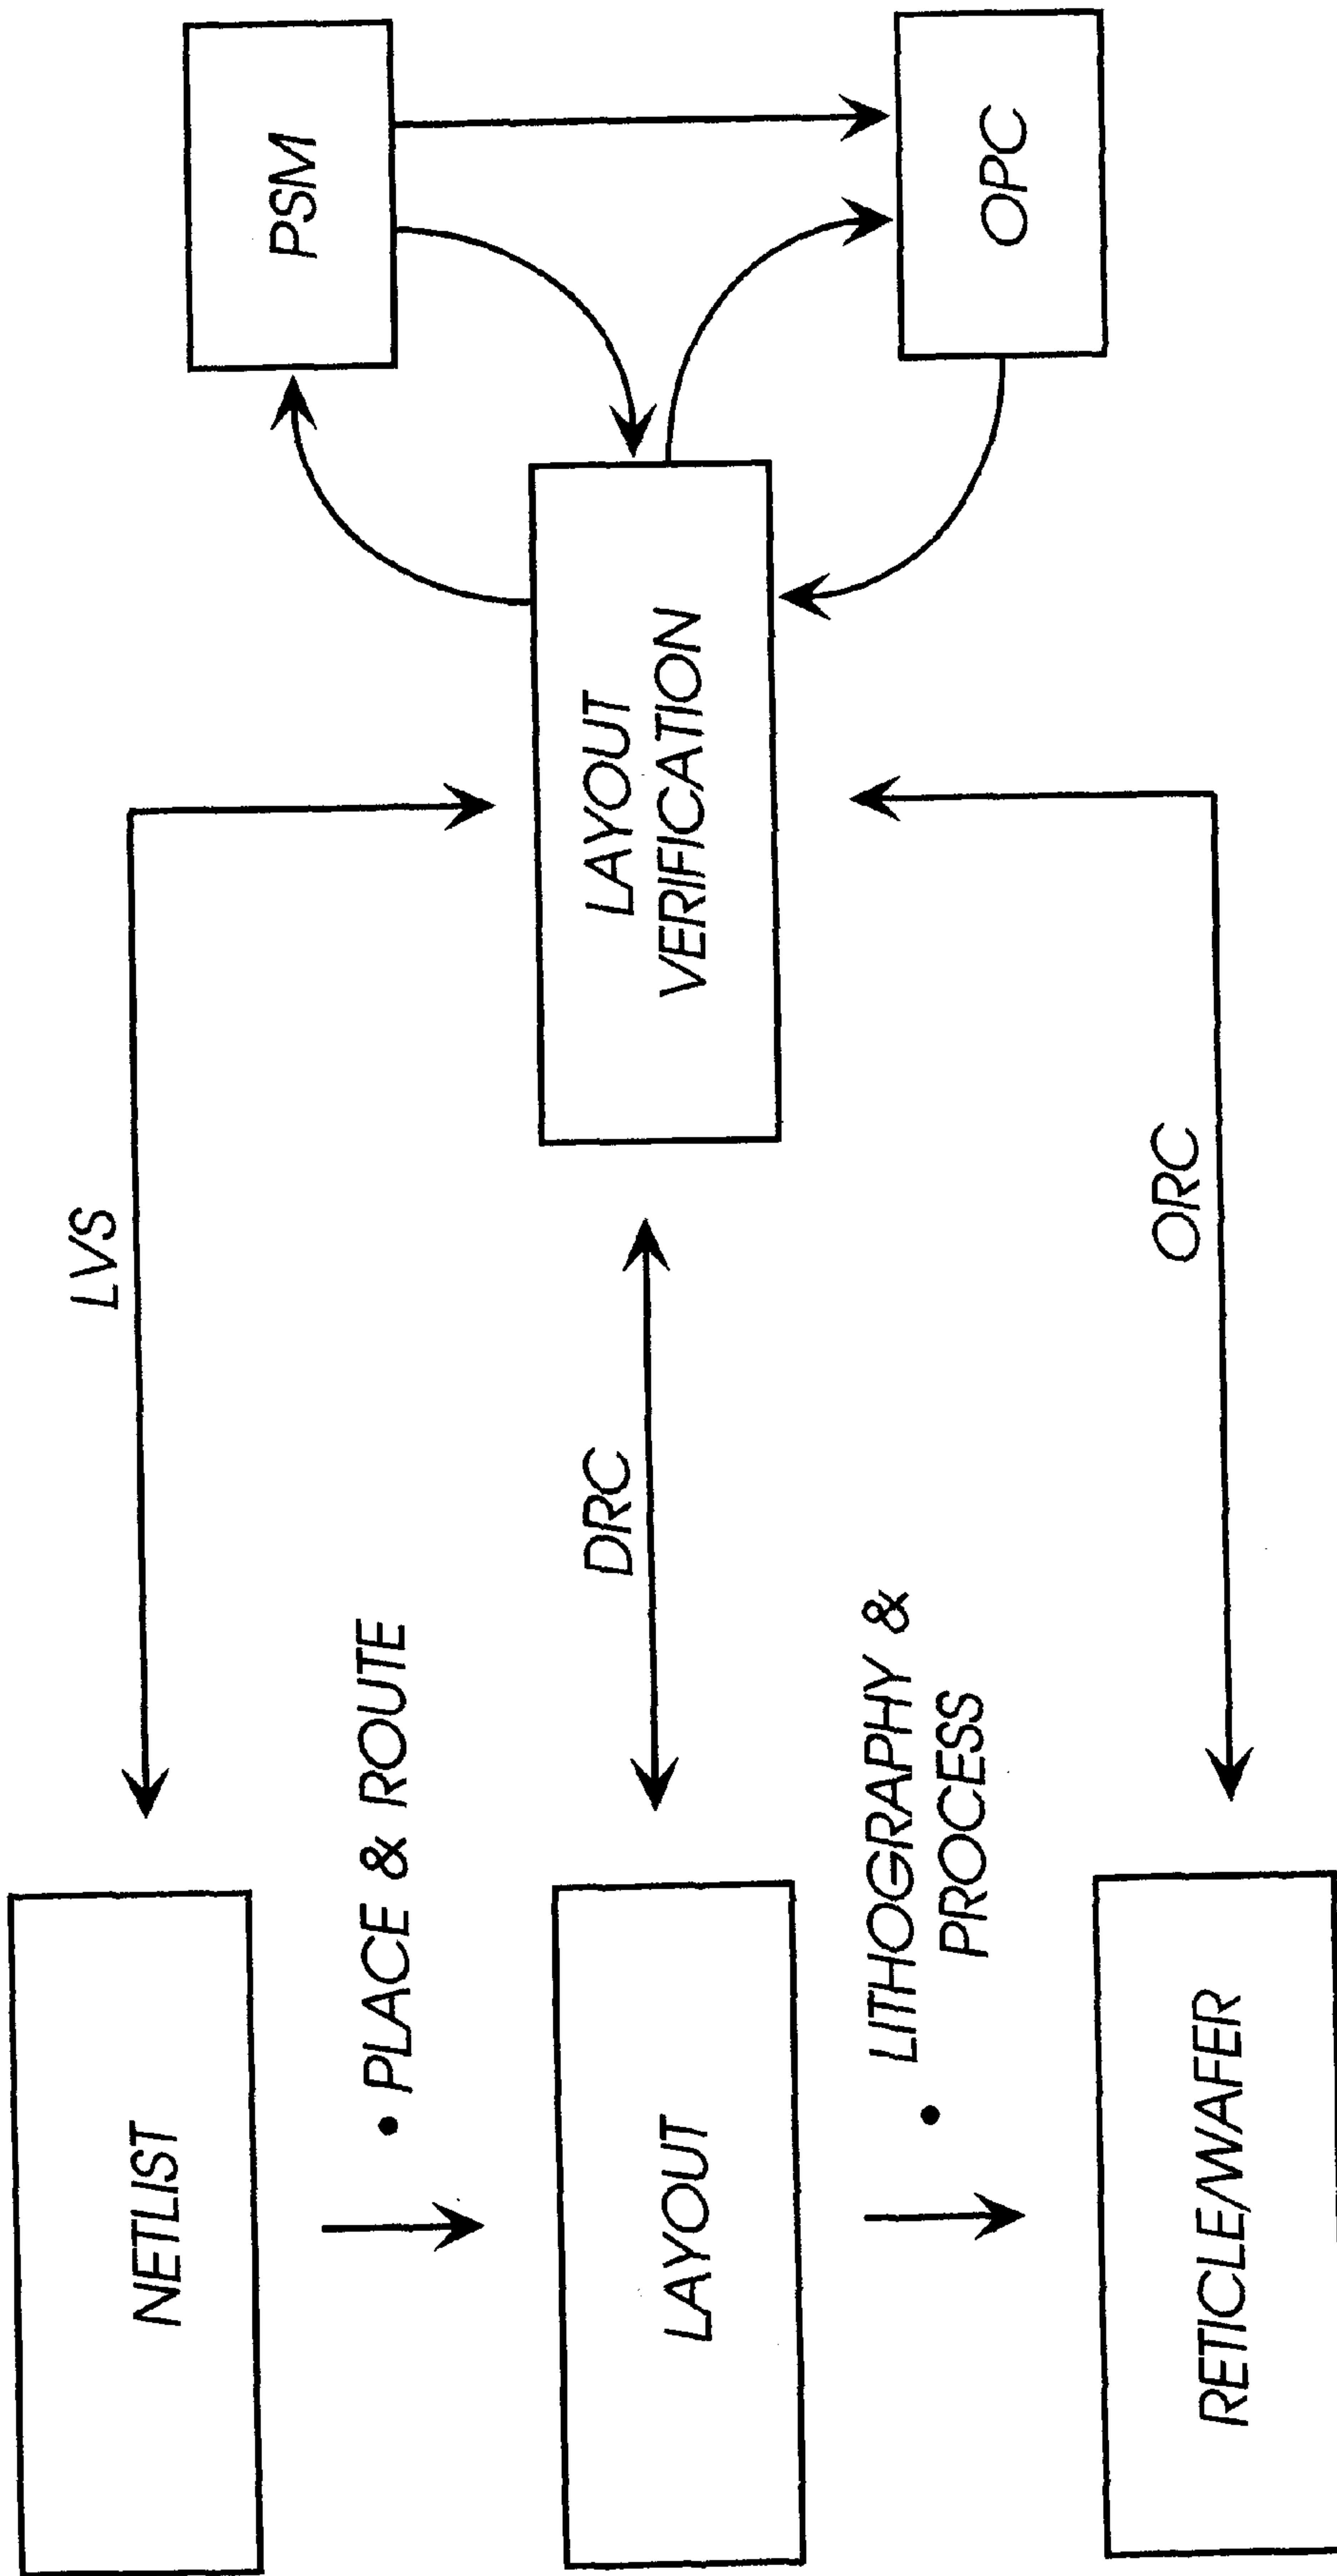 NETLIST
• PLACE & ROUTE
LAYOUT
• LITHOGRAPHY &
PROCESS
RETICLE/WAFER
LVS
DRC
ORC
LAYOUT
VERIFICATION
PSM
OPC